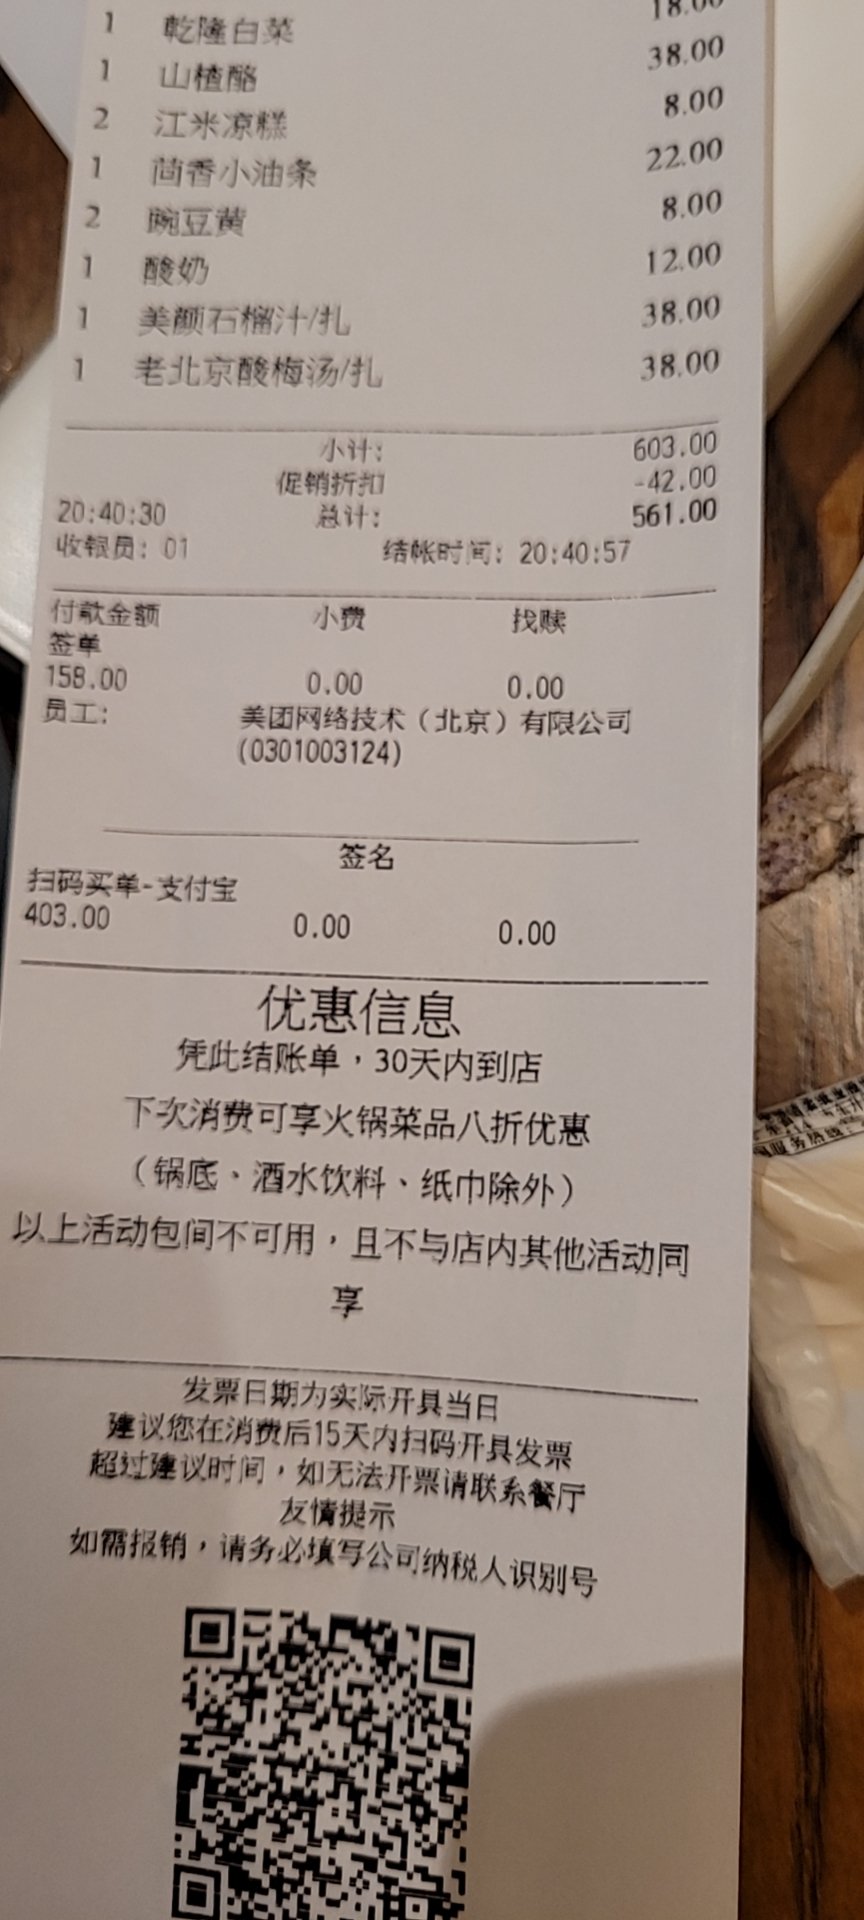 1 乾隆白菜 18.00
1 山楂酪 38.00
2 江米凉糕 8.00
1 茴香小油条 22.00
2 豌豆黄 8.00
1 酸奶 12.00
1 美颜石榴汁/扎 38.00
1 老北京酸梅汤/扎 38.00
小计: 603.00
促销折扣 -42.00
20:40:30 总计: 561.00
收银员: 01 结帐时间: 20:40:57
付款金额 小费 找赎
签单
158.00 0.00 0.00
员工: 美团网络技术（北京）有限公司
(0301003124)
签名
扫码买单-支付宝
403.00 0.00 0.00
优惠信息
凭此结账单，30天内到店
下次消费可享火锅菜品八折优惠
（锅底、酒水饮料、纸巾除外）
以上活动包间不可用，且不与店内其他活动同
享
发票日期为实际开具当日
建议您在消费后15天内扫码开具发票
超过建议时间，如无法开票请联系餐厅
友情提示
如需报销，请务必填写公司纳税人识别号